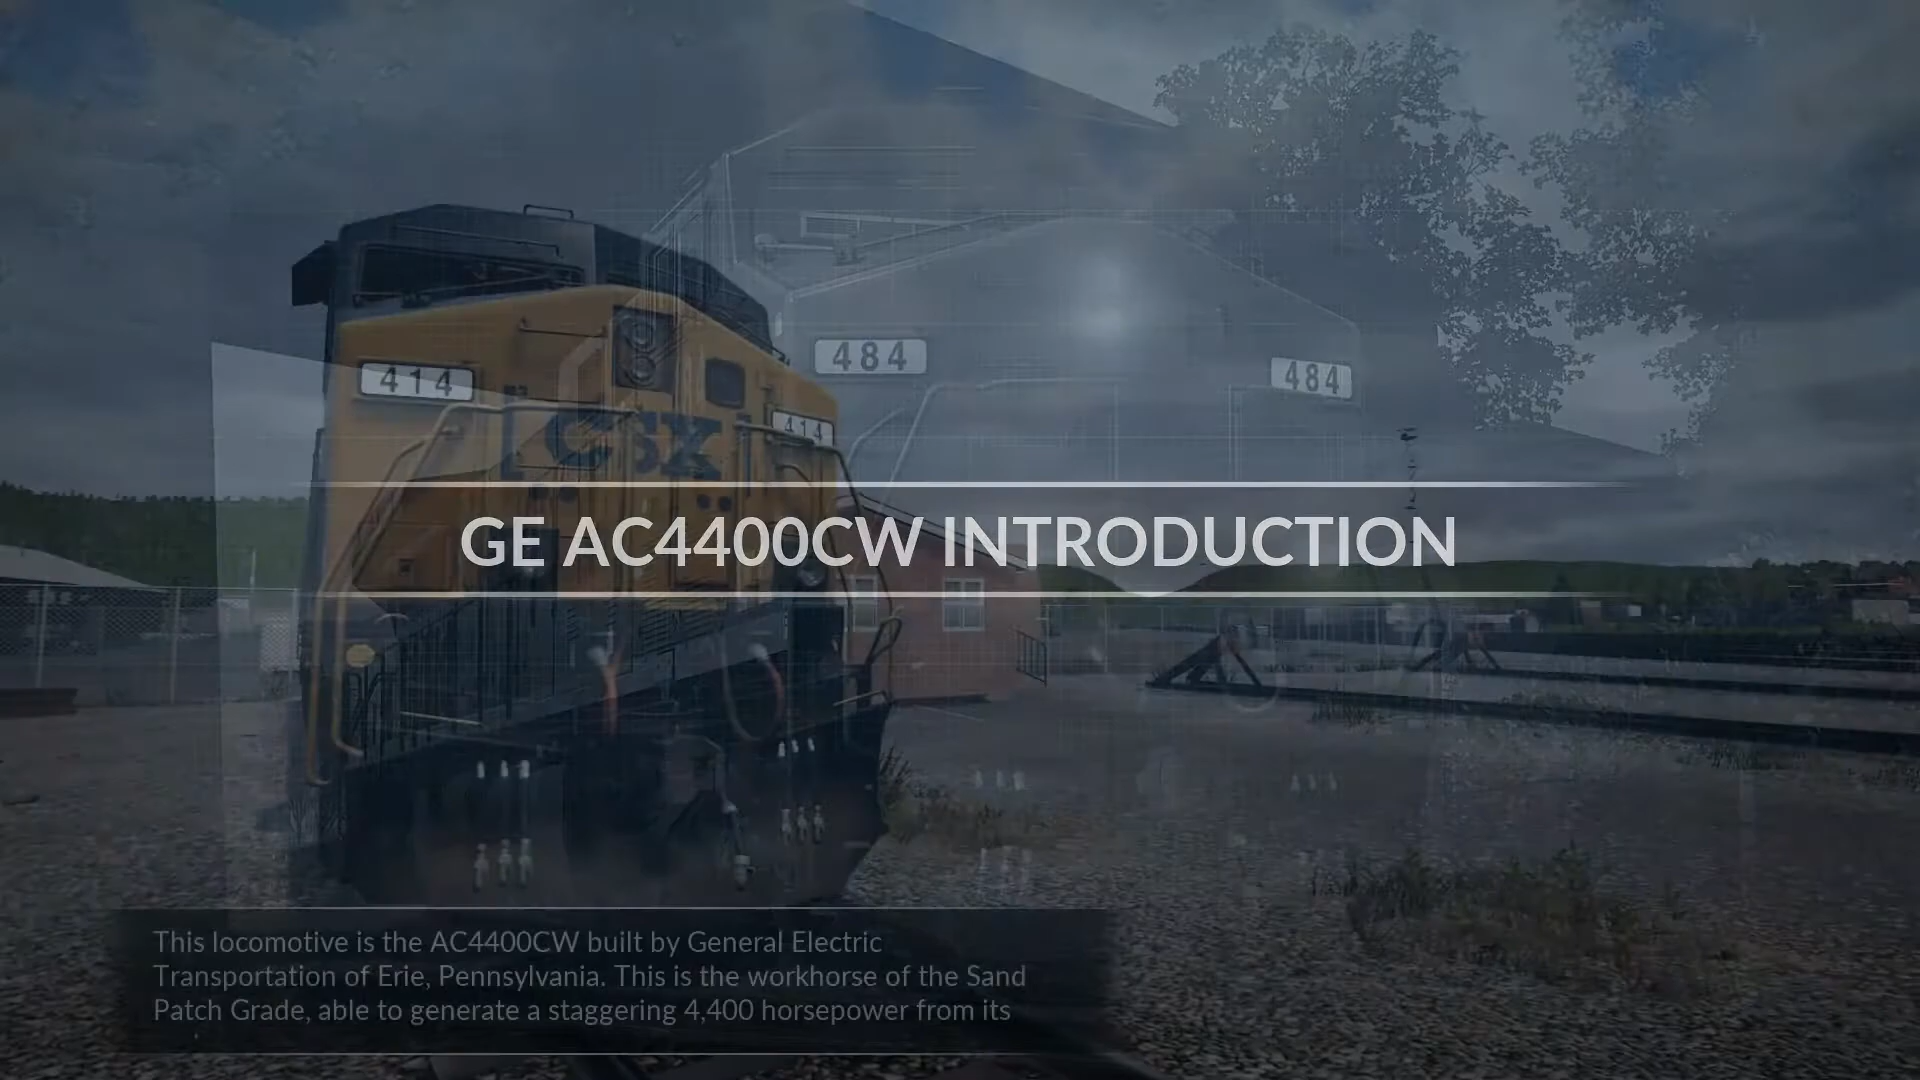 484
484
414
414
CSX
GE AC4400CW INTRODUCTION
This locomotive is the AC4400CW built by General Electric
Transportation of Erie, Pennsylvania. This is the workhorse of the Sand
Patch Grade, able to generate a staggering 4,400 horsepower from its